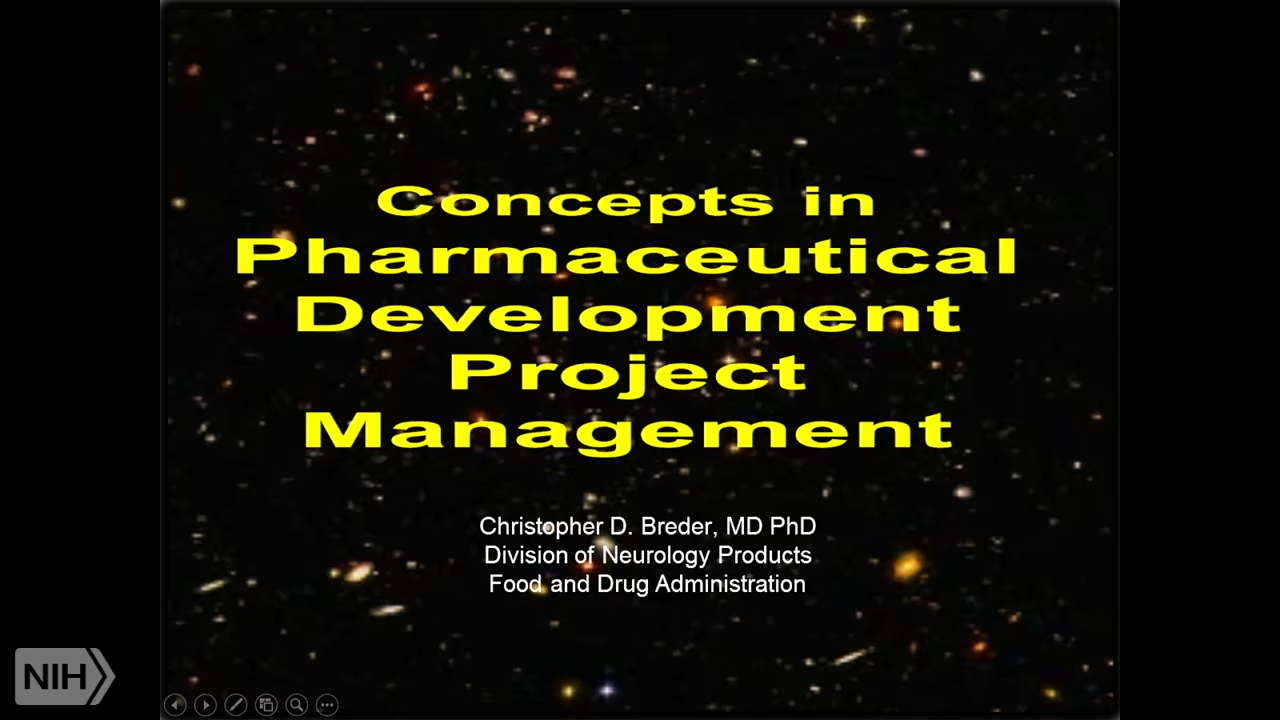 Concepts in
Pharmaceutical
Development
Project
Management
Christopher D. Breder, MD PhD
Division of Neurology Products
Food and Drug Administration
NIH